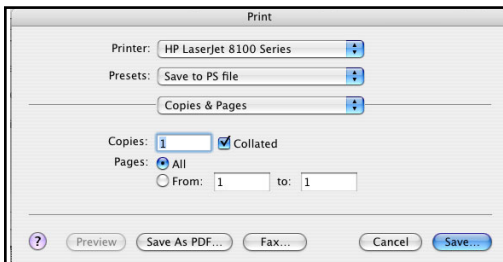 Print
Printer: HP LaserJet 8100 Series
Presets: Save to PS file
Copies & Pages
Copies: 1 Collated
Pages: All
From: 1 to: 1
? Preview Save As PDF... Fax... Cancel Save...